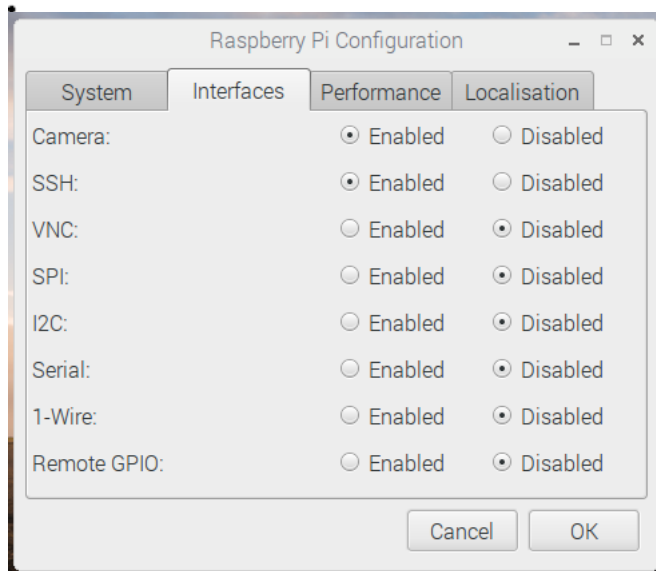 Raspberry Pi Configuration
System Interfaces Performance Localisation
Camera: Enabled Disabled
SSH: Enabled Disabled
VNC: Enabled Disabled
SPI: Enabled Disabled
I2C: Enabled Disabled
Serial: Enabled Disabled
1-Wire: Enabled Disabled
Remote GPIO: Enabled Disabled
Cancel OK